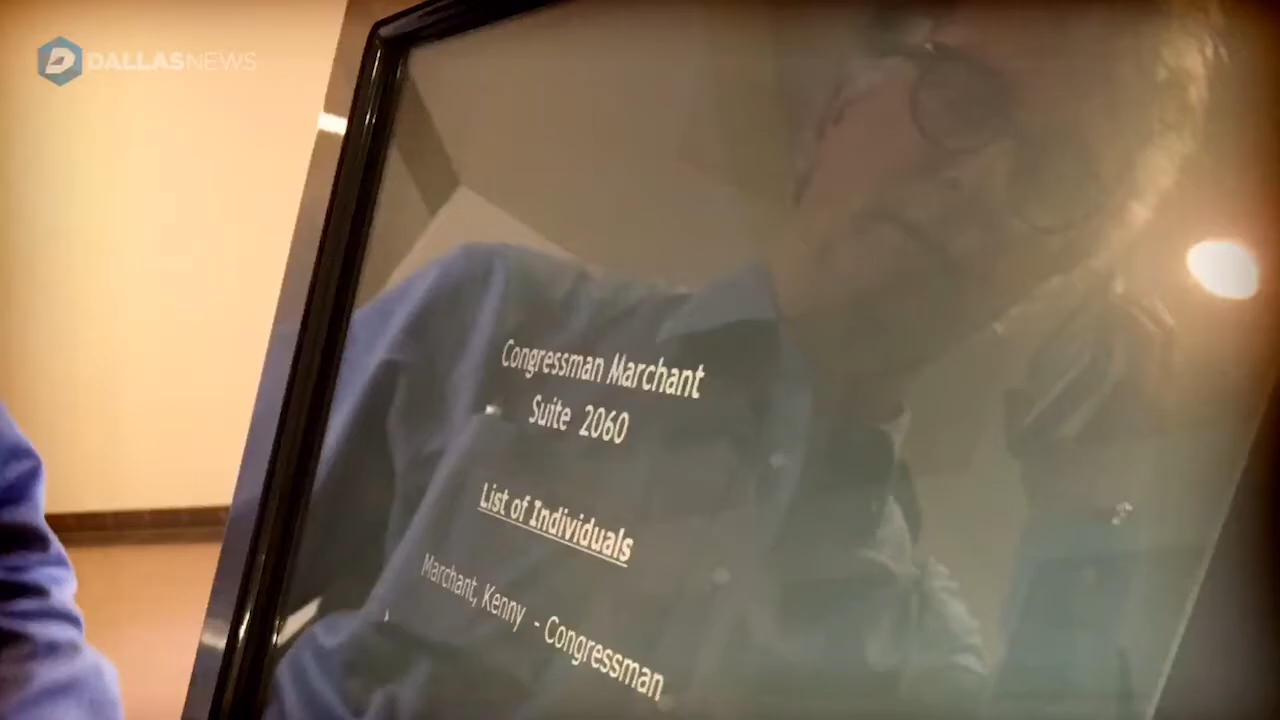 DALLASNEWS
Congressman Marchant
Suite 2060
List of Individuals
Marchant, Kenny - Congressman